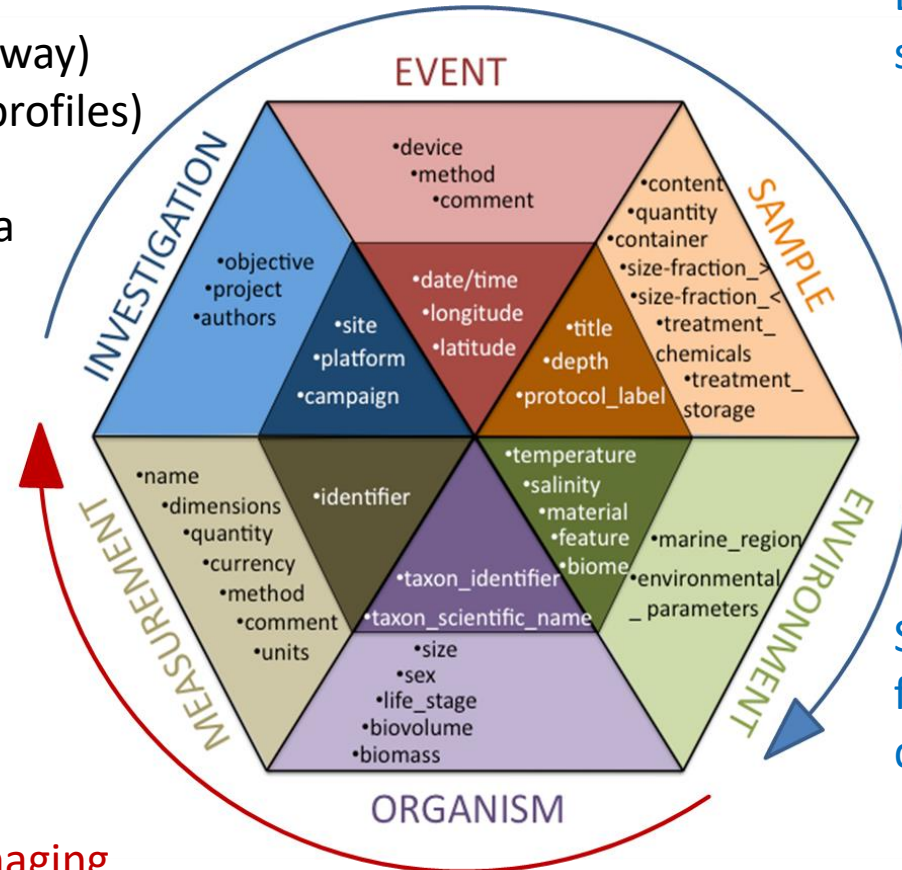 way)
profiles)
a
EVENT
•device
•method
•comment
•date/time
•longitude
•latitude
SAMPLE
•content
•quantity
•container
•size-fraction_>
•size-fraction_<
•treatment_
chemicals
•treatment_
storage
•title
•depth
•protocol_label
INVESTIGATION
•objective
•project
•authors
•site
•platform
•campaign
MEASUREMENT
•name
•dimensions
•quantity
•currency
•method
•comment
•units
•identifier
•temperature
•salinity
•material
•feature
•biome
ENVIRONMENT
•marine_region
•environmental
_ parameters
•taxon_identifier
•taxon_scientific_name
•size
•sex
•life_stage
•biovolume
•biomass
ORGANISM